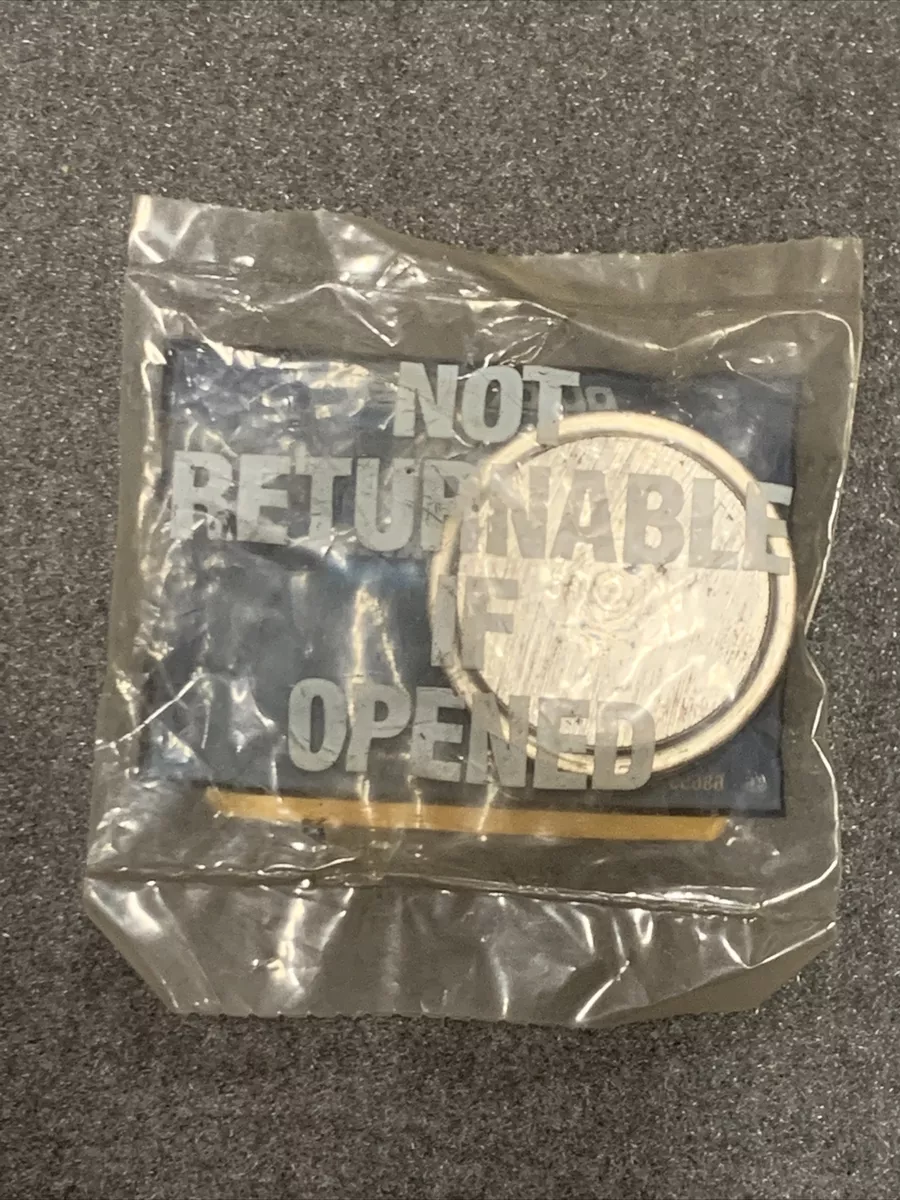 NOT
RETURNABLE
IF
OPENED